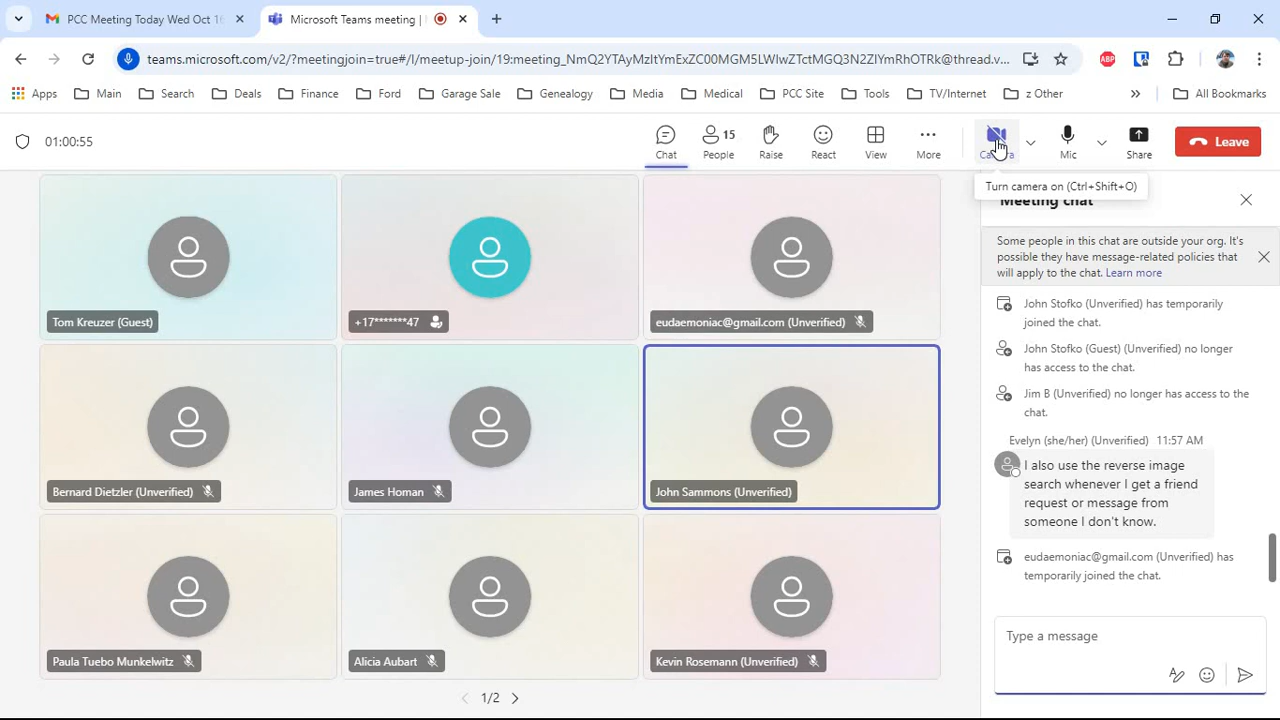 PCC Meeting Today Wed Oct 16
Microsoft Teams meeting |
teams.microsoft.com/v2/?meetingjoin=true#/l/meetup-join/19:meeting_NmQ2YTAyMzItYmExZC00MGM5LWIwZTctMGQ3N2ZlYmRhOTRk@thread.v...
ABP
Apps Main Search Deals Finance Ford Garage Sale Genealogy Media Medical PCC Site Tools TV/Internet z Other » All Bookmarks
01:00:55
Chat
15
People
Raise
React
View
More
Camera
Mic
Share
Leave
Turn camera on (Ctrl+Shift+O)
Meeting chat
Some people in this chat are outside your org. It's
possible they have message-related policies that
will apply to the chat. Learn more
John Stofko (Unverified) has temporarily
joined the chat.
John Stofko (Guest) (Unverified) no longer
has access to the chat.
Jim B (Unverified) no longer has access to the
chat.
Evelyn (she/her) (Unverified) 11:57 AM
I also use the reverse image
search whenever I get a friend
request or message from
someone I don't know.
eudaemoniac@gmail.com (Unverified) has
temporarily joined the chat.
Type a message
Tom Kreuzer (Guest)
+17*******47
eudaemoniac@gmail.com (Unverified)
Bernard Dietzler (Unverified)
James Homan
John Sammons (Unverified)
Paula Tuebo Munkelwitz
Alicia Aubart
Kevin Rosemann (Unverified)
1/2